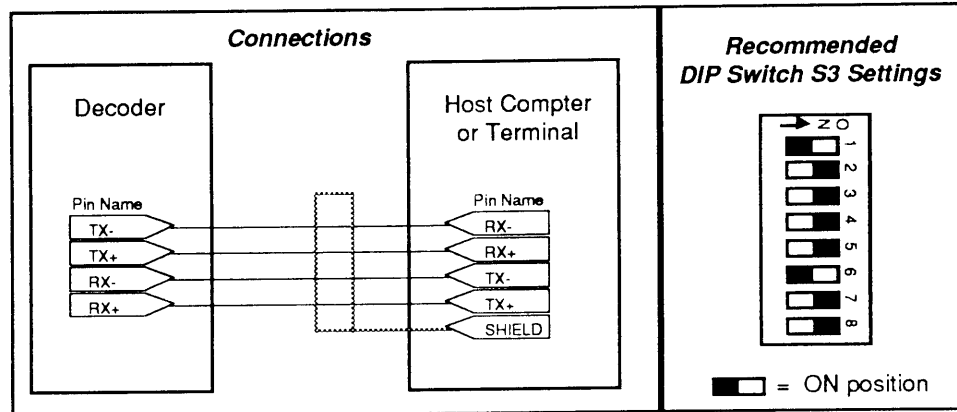 Connections
Decoder
Pin Name
TX-
TX+
RX-
RX+
Host Compter
or Terminal
Pin Name
RX-
RX+
TX-
TX+
SHIELD
Recommended
DIP Switch S3 Settings
ON
1
2
3
4
5
6
7
8
= ON position